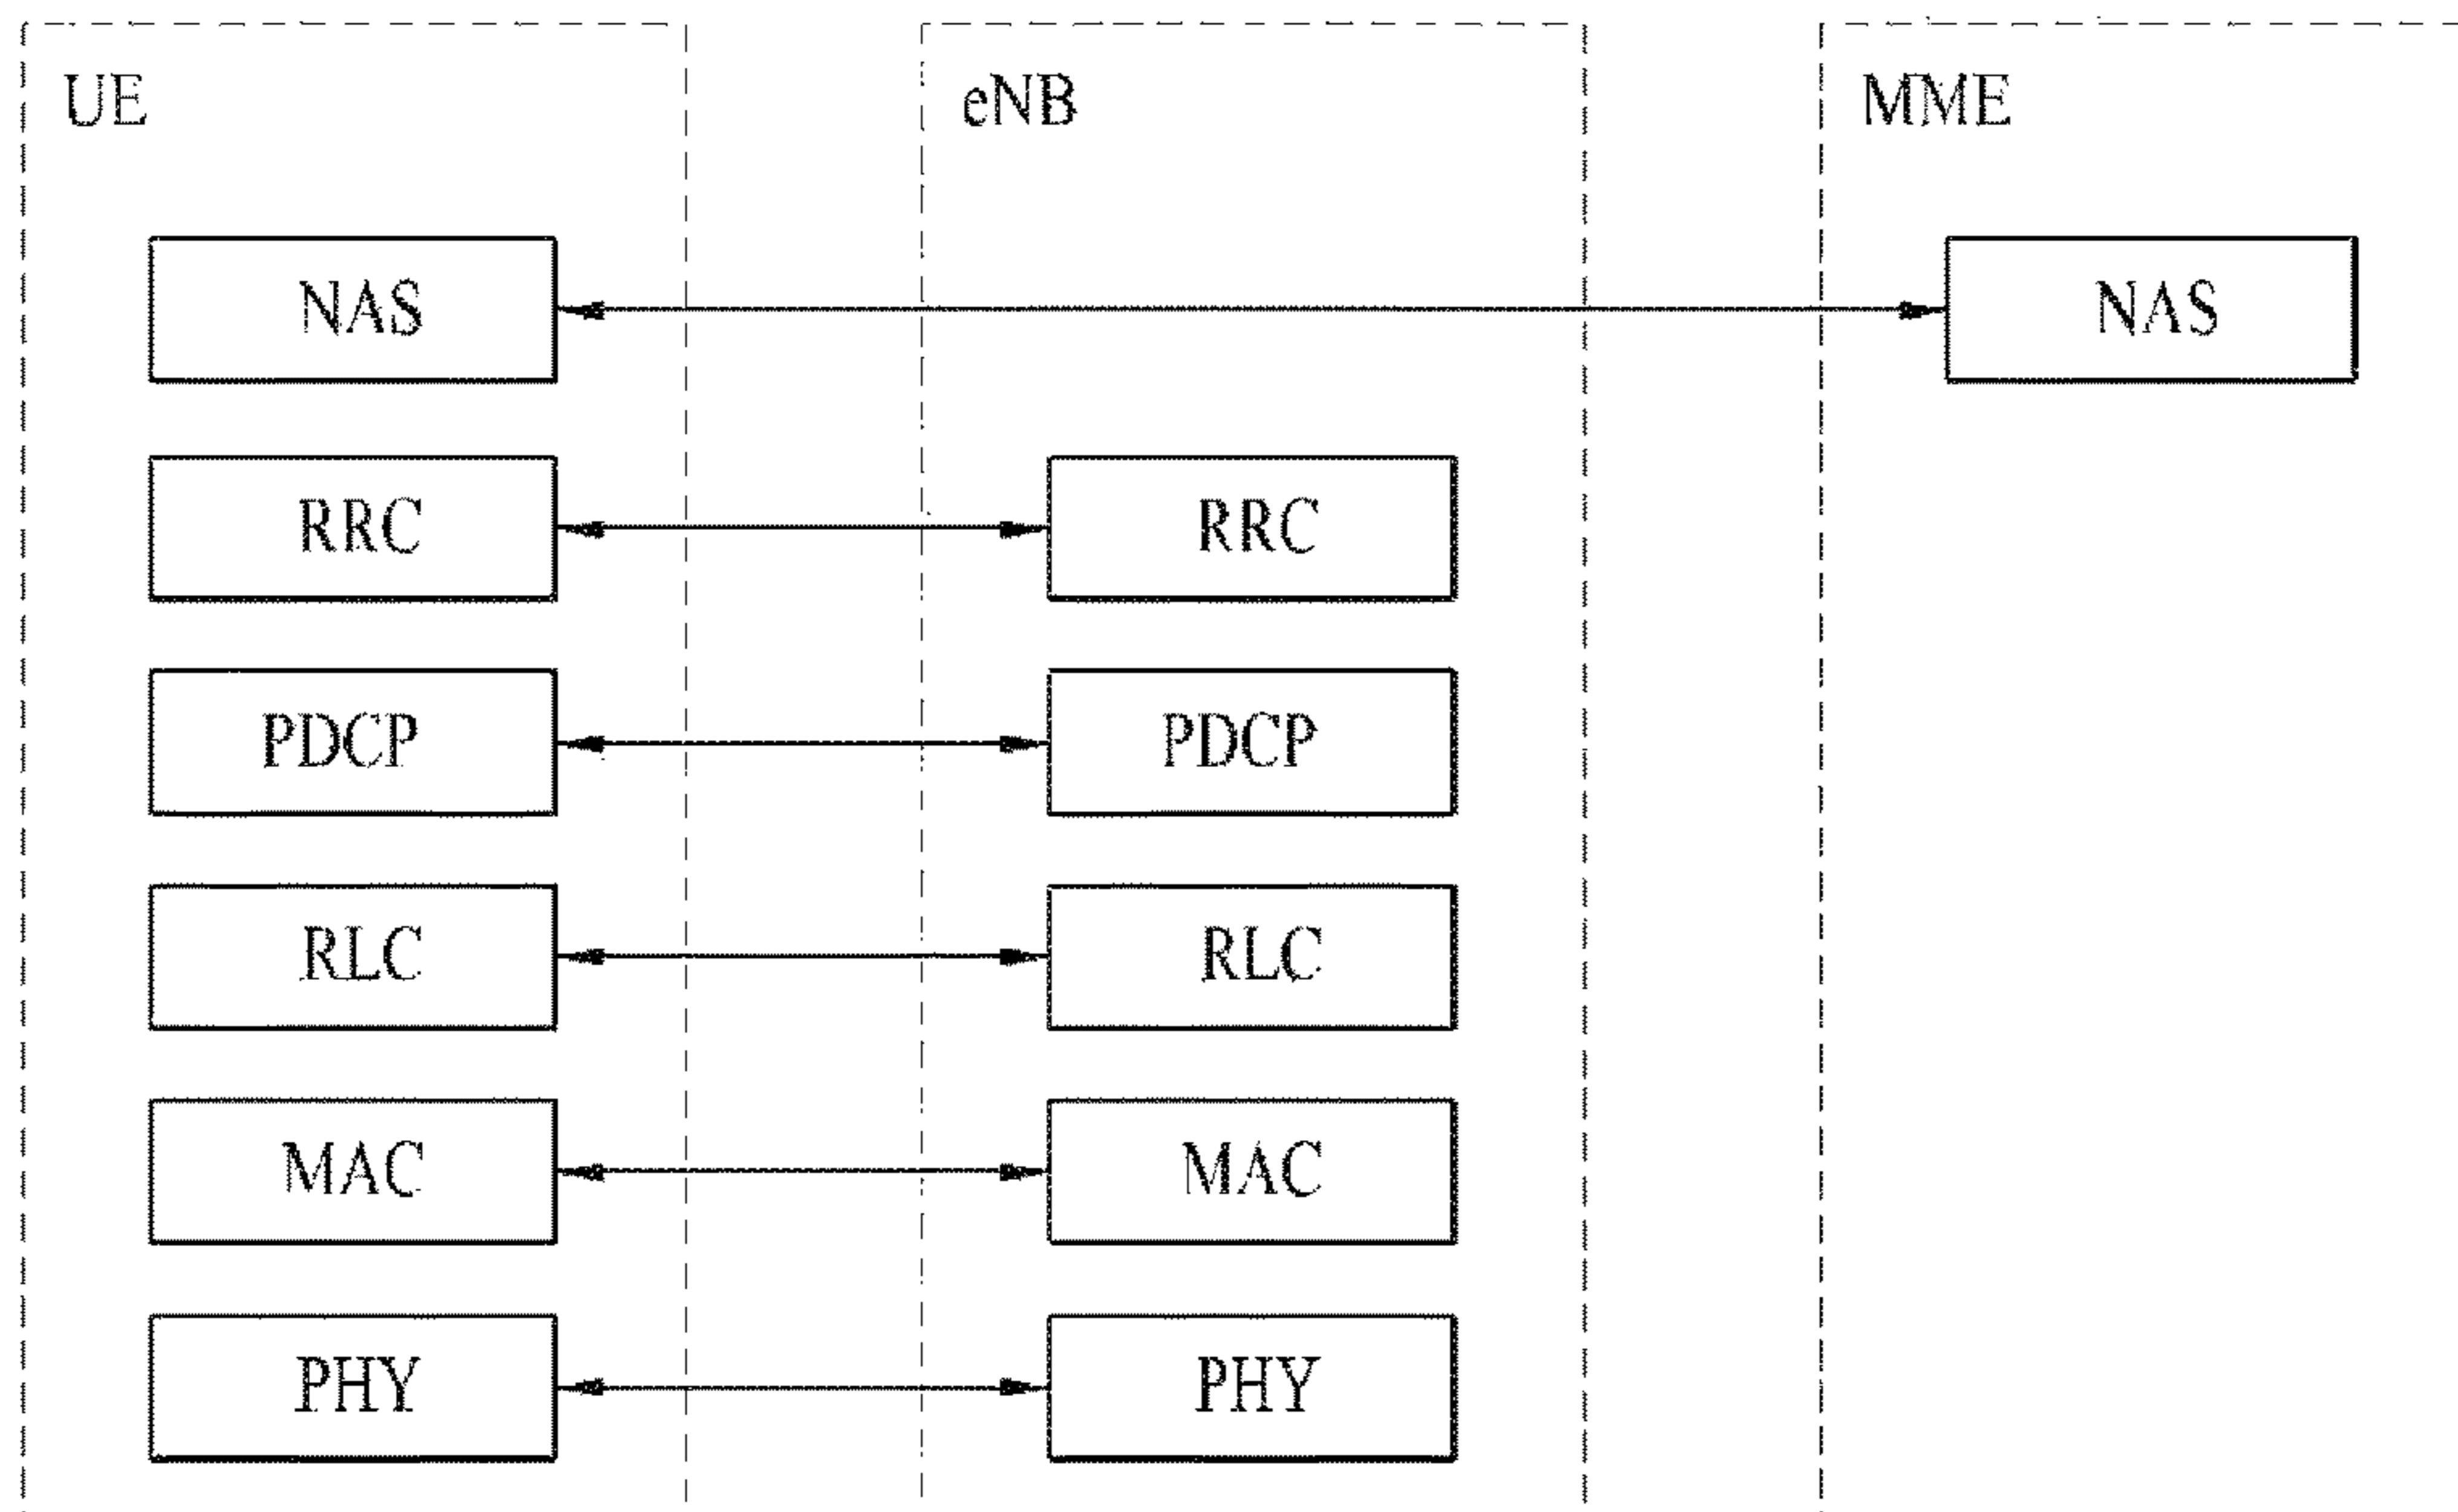 UE eNB MME
NAS NAS
RRC RRC
PDCP PDCP
RLC RLC
MAC MAC
PHY PHY